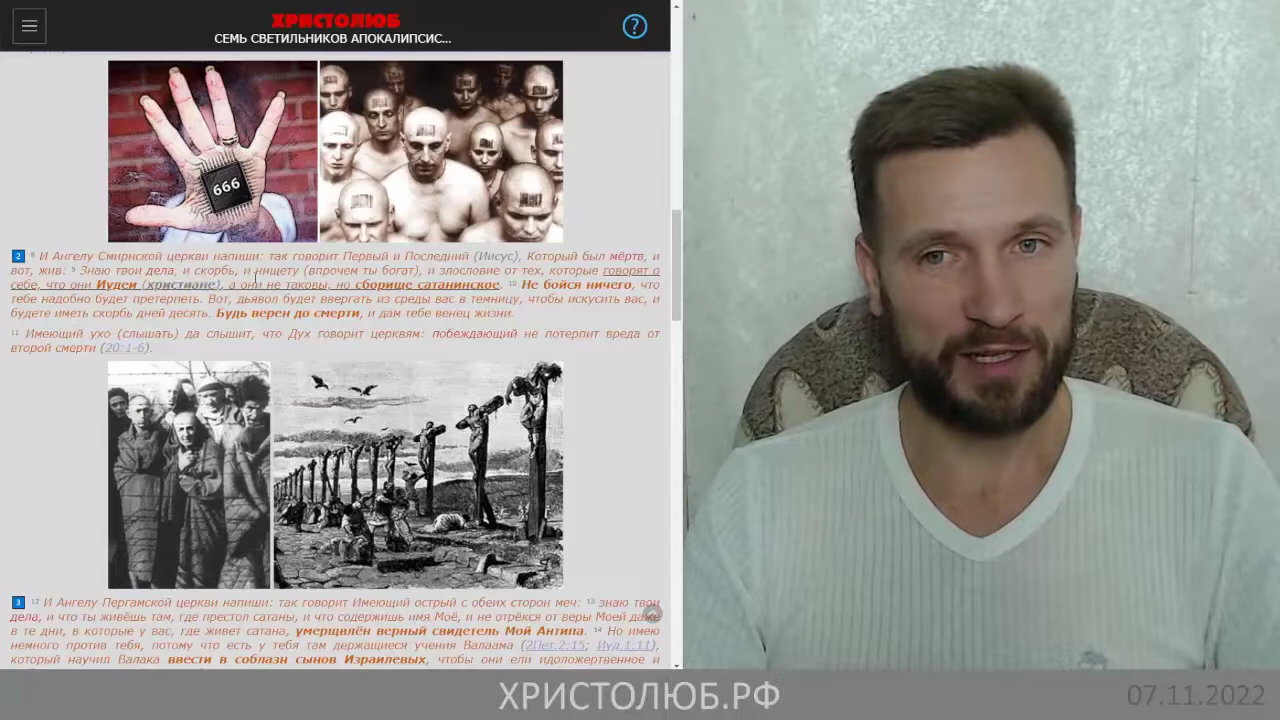 ХРИСТОЛЮБ
СЕМЬ СВЕТИЛЬНИКОВ АПОКАЛИПСИС...
666
2 8 И Ангелу Смирнской церкви напиши: так говорит Первый и Последний (Иисус), Который был мёртв, и
вот, жив: 9 Знаю твои дела, и скорбь, и нищету (впрочем ты богат), и злословие от тех, которые говорят о
себе, что они Иудеи (христиане), а они не таковы, но сборище сатанинское. 10 Не бойся ничего, что
тебе надобно будет претерпеть. Вот, дьявол будет ввергать из среды вас в темницу, чтобы искусить вас, и
будете иметь скорбь дней десять. Будь верен до смерти, и дам тебе венец жизни.
11 Имеющий ухо (слышать) да слышит, что Дух говорит церквям: побеждающий не потерпит вреда от
второй смерти (20:1-6).
3 12 И Ангелу Пергамской церкви напиши: так говорит Имеющий острый с обеих сторон меч: 13 знаю твои
дела, и что ты живёшь там, где престол сатаны, и что содержишь имя Моё, и не отрёкся от веры Моей даже
в те дни, в которые у вас, где живет сатана, умерщвлён верный свидетель Мой Антипа. 14 Но имею
немного против тебя, потому что есть у тебя там держащиеся учения Валаама (2Пет.2:15; Иуд.1:11),
который научил Валака ввести в соблазн сынов Израилевых, чтобы они ели идоложертвенное и
ХРИСТОЛЮБ.РФ
07.11.2022